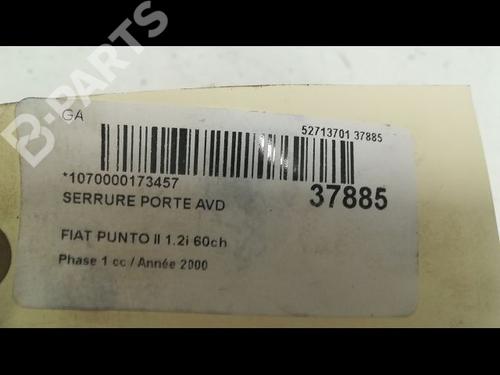 B-PARTS
GA
52713701 37885
*1070000173457
37885
SERRURE PORTE AVD
FIAT PUNTO II 1.2i 60ch
Phase 1 cc / Année 2000